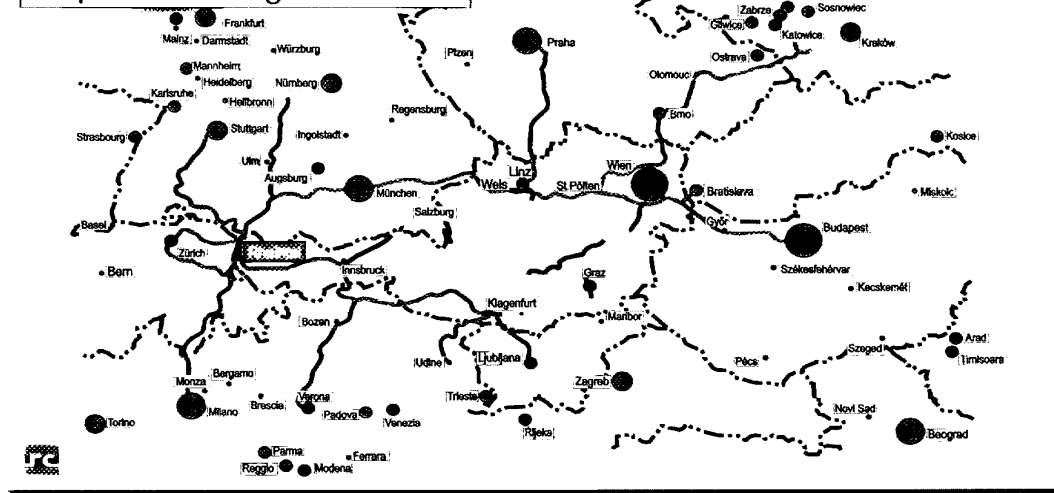 Frankfurt
Mainz
Darmstadt
Würzburg
Plzen
Praha
Zabrze
Sosnowiec
Gliwice
Katowice
Kraków
Mannheim
Heidelberg
Nürnberg
Ostrava
Olomouc
Karlsruhe
Heilbronn
Regensburg
Brno
Strasbourg
Stuttgart
Ingolstadt
Kosice
Ulm
Augsburg
München
Linz
Wels
St.Pölten
Wien
Bratislava
Miskolc
Salzburg
Basel
Györ
Budapest
Zürich
Bern
Innsbruck
Graz
Székesfehérvar
Kecskemét
Klagenfurt
Maribor
Bozen
Udine
Ljubljana
Pécs
Szeged
Arad
Timisoara
Monza
Bergamo
Zagreb
Milano
Brescia
Verona
Padova
Venezia
Trieste
Rijeka
Novi Sad
Beograd
Torino
Parma
Ferrara
Reggio
Modena
rc